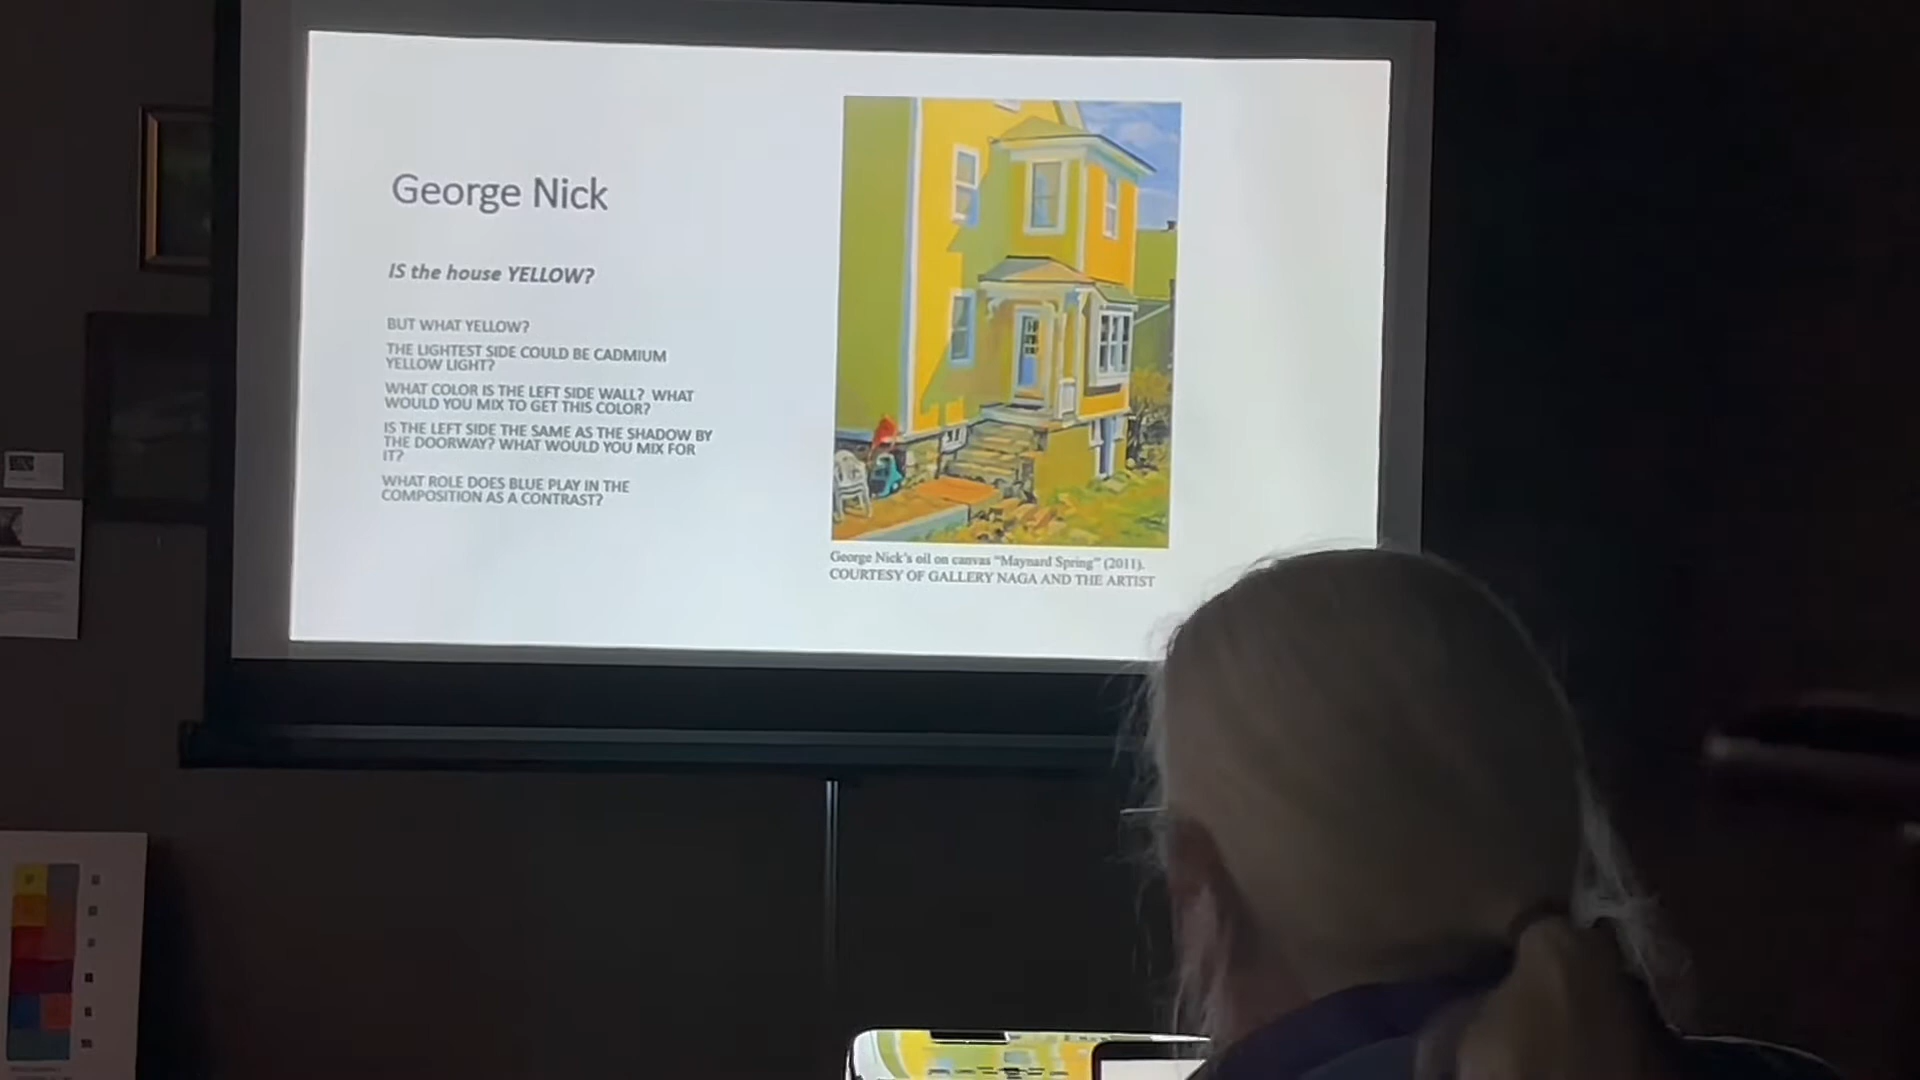 George Nick
IS the house YELLOW?
BUT WHAT YELLOW?
THE LIGHTEST SIDE COULD BE CADMIUM
YELLOW LIGHT?
WHAT COLOR IS THE LEFT SIDE WALL? WHAT
WOULD YOU MIX TO GET THIS COLOR?
IS THE LEFT SIDE THE SAME AS THE SHADOW BY
THE DOORWAY? WHAT WOULD YOU MIX FOR
IT?
WHAT ROLE DOES BLUE PLAY IN THE
COMPOSITION AS A CONTRAST?
George Nick's oil on canvas "Maynard Spring" (2011).
COURTESY OF GALLERY NAGA AND THE ARTIST